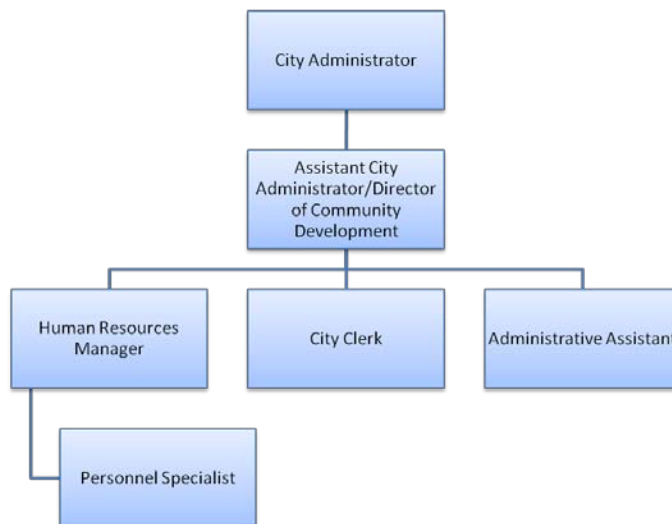 City Administrator
Assistant City
Administrator/Director
of Community
Development
Human Resources
Manager
City Clerk
Administrative Assistant
Personnel Specialist